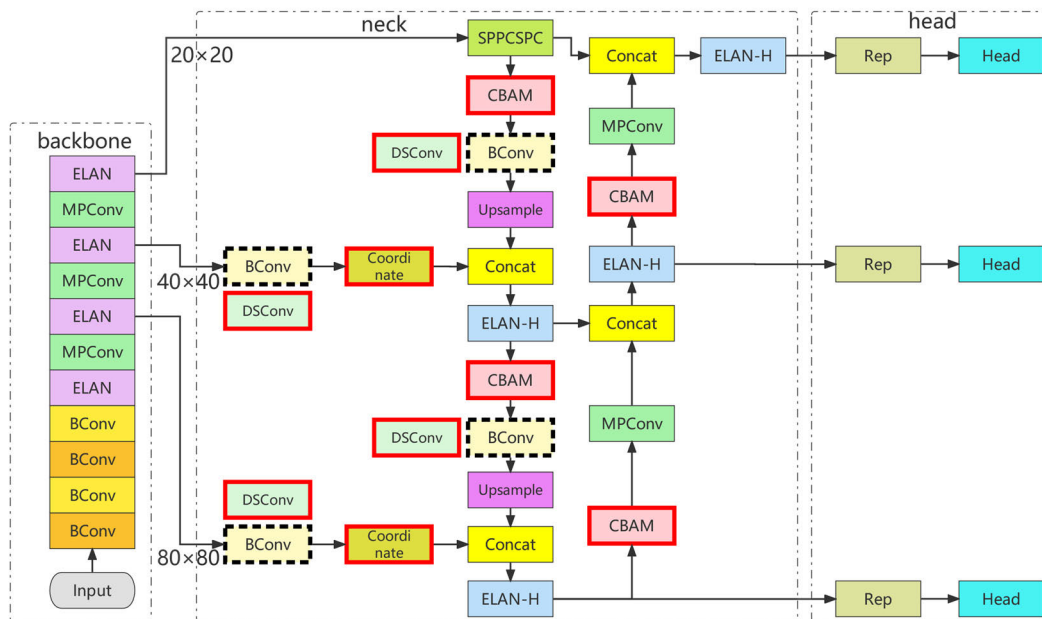 neck
head
SPPCSPC
Concat
ELAN-H
Rep
Head
20×20
CBAM
MPConv
backbone
DSConv
BConv
ELAN
MPConv
Upsample
CBAM
ELAN
BConv
Coordi
nate
Concat
ELAN-H
Rep
Head
40×40
MPConv
DSConv
ELAN
ELAN-H
Concat
MPConv
CBAM
ELAN
BConv
DSConv
BConv
MPConv
BConv
Upsample
BConv
DSConv
BConv
BConv
Coordi
nate
Concat
CBAM
80×80
Input
ELAN-H
Rep
Head